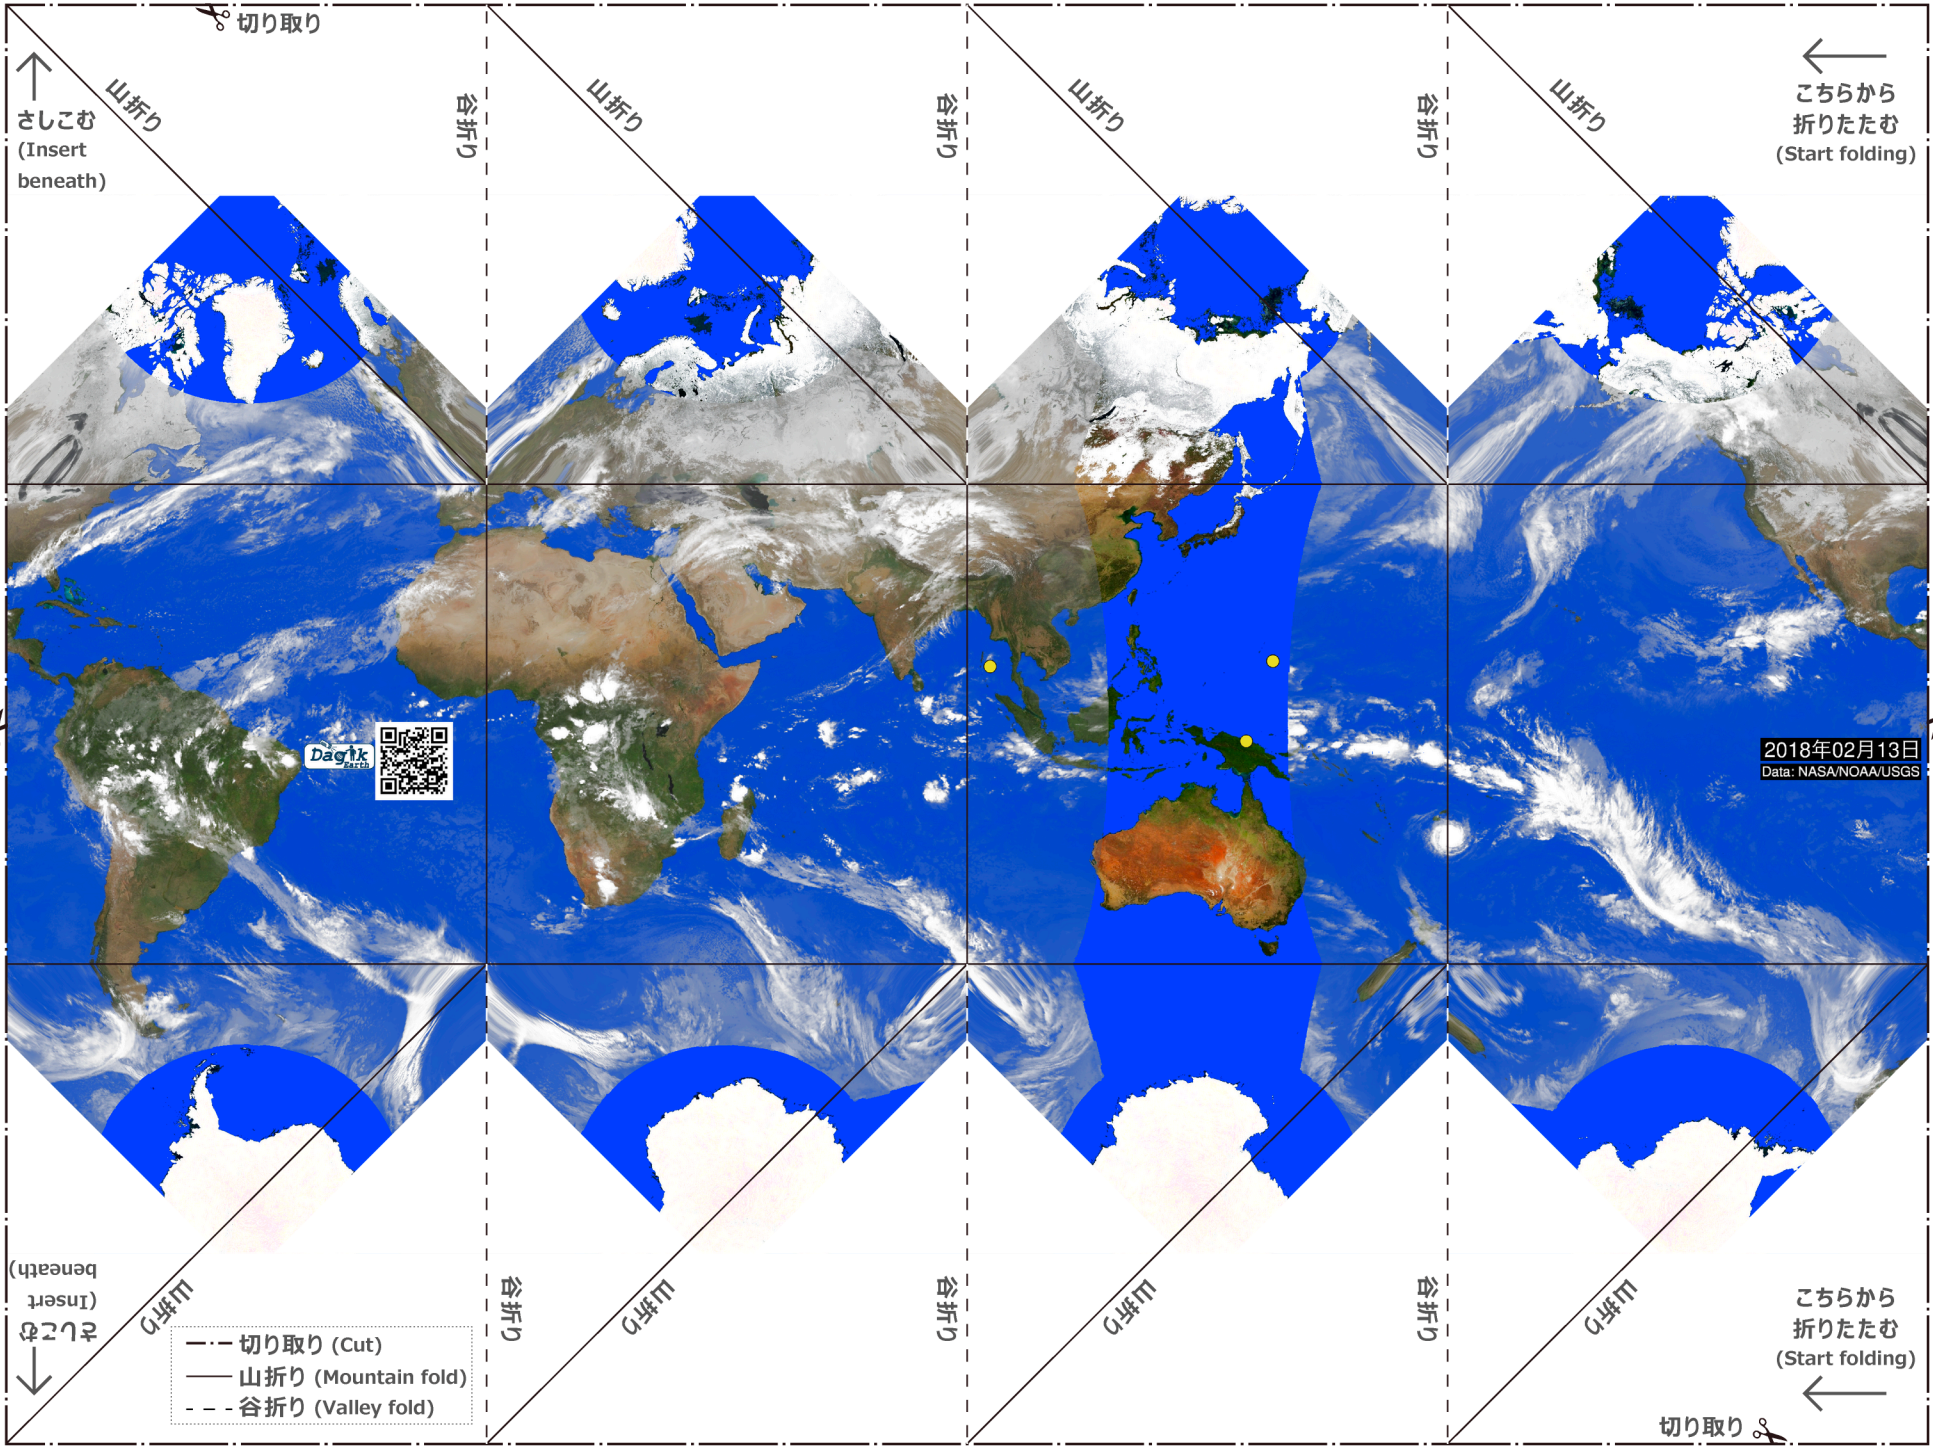 切り取り
山折り
谷折り
山折り
谷折り
山折り
谷折り
山折り
さしこむ
(Insert
beneath)
こちらから
折りたたむ
(Start folding)
Dagik
Earth
2018年02月13日
Data: NASA/NOAA/USGS
さしこむ
(Insert
beneath)
山折り
谷折り
山折り
谷折り
山折り
谷折り
山折り
こちらから
折りたたむ
(Start folding)
切り取り (Cut)
山折り (Mountain fold)
谷折り (Valley fold)
切り取り